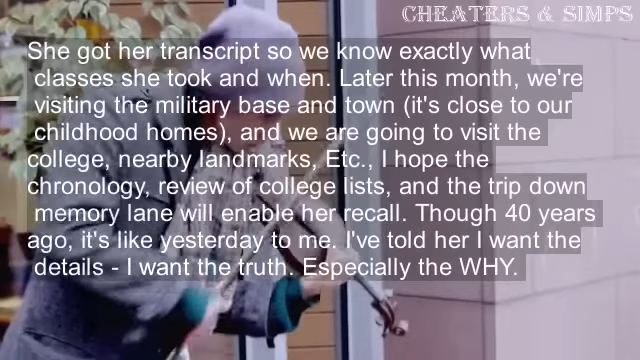 CHEATERS & SIMPS
She got her transcript so we know exactly what
classes she took and when. Later this month, we're
visiting the military base and town (it's close to our
childhood homes), and we are going to visit the
college, nearby landmarks, Etc., I hope the
chronology, review of college lists, and the trip down
memory lane will enable her recall. Though 40 years
ago, it's like yesterday to me. I've told her I want the
details - I want the truth. Especially the WHY.